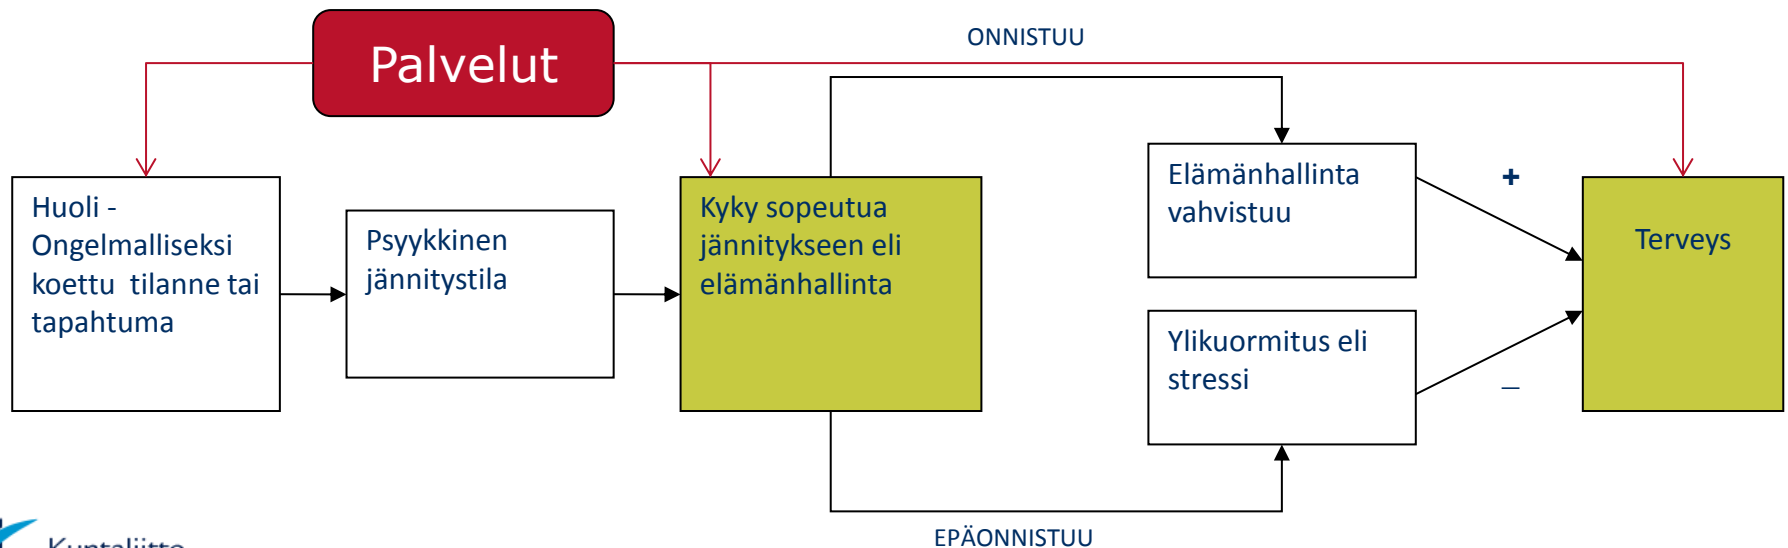 Palvelut
ONNISTUU
Huoli -
Ongelmalliseksi
koettu tilanne tai
tapahtuma
Psyykkinen
jännitystila
Kyky sopeutua
jännitykseen eli
elämänhallinta
Elämänhallinta
vahvistuu
+
Ylikuormitus eli
stressi
–
Terveys
EPÄONNISTUU
Kuntaliitto